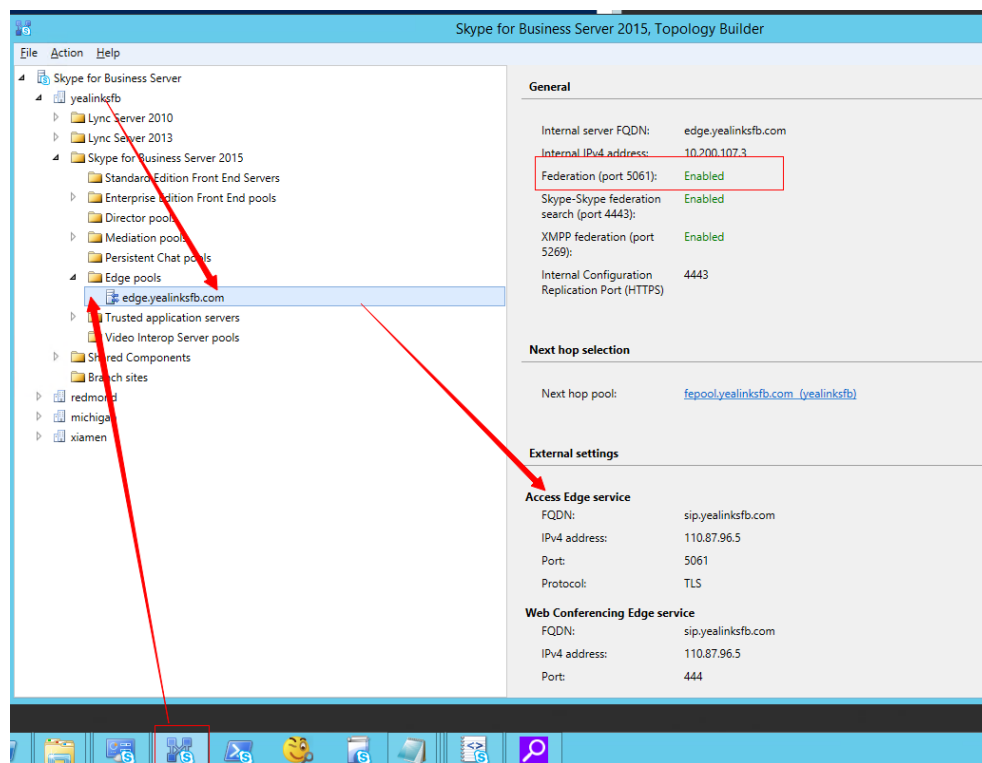 Skype for Business Server 2015, Topology Builder
File Action Help
Skype for Business Server
yealinksfb
Lync Server 2010
Lync Server 2013
Skype for Business Server 2015
Standard Edition Front End Servers
Enterprise Edition Front End pools
Director pools
Mediation pools
Persistent Chat pools
Edge pools
edge.yealinksfb.com
Trusted application servers
Video Interop Server pools
Shared Components
Branch sites
redmond
michigan
xiamen
General
Internal server FQDN: edge.yealinksfb.com
Internal IPv4 address: 10.200.107.3
Federation (port 5061): Enabled
Skype-Skype federation Enabled
search (port 4443):
XMPP federation (port Enabled
5269):
Internal Configuration 4443
Replication Port (HTTPS)
Next hop selection
Next hop pool: fepool.yealinksfb.com (yealinksfb)
External settings
Access Edge service
FQDN: sip.yealinksfb.com
IPv4 address: 110.87.96.5
Port: 5061
Protocol: TLS
Web Conferencing Edge service
FQDN: sip.yealinksfb.com
IPv4 address: 110.87.96.5
Port: 444